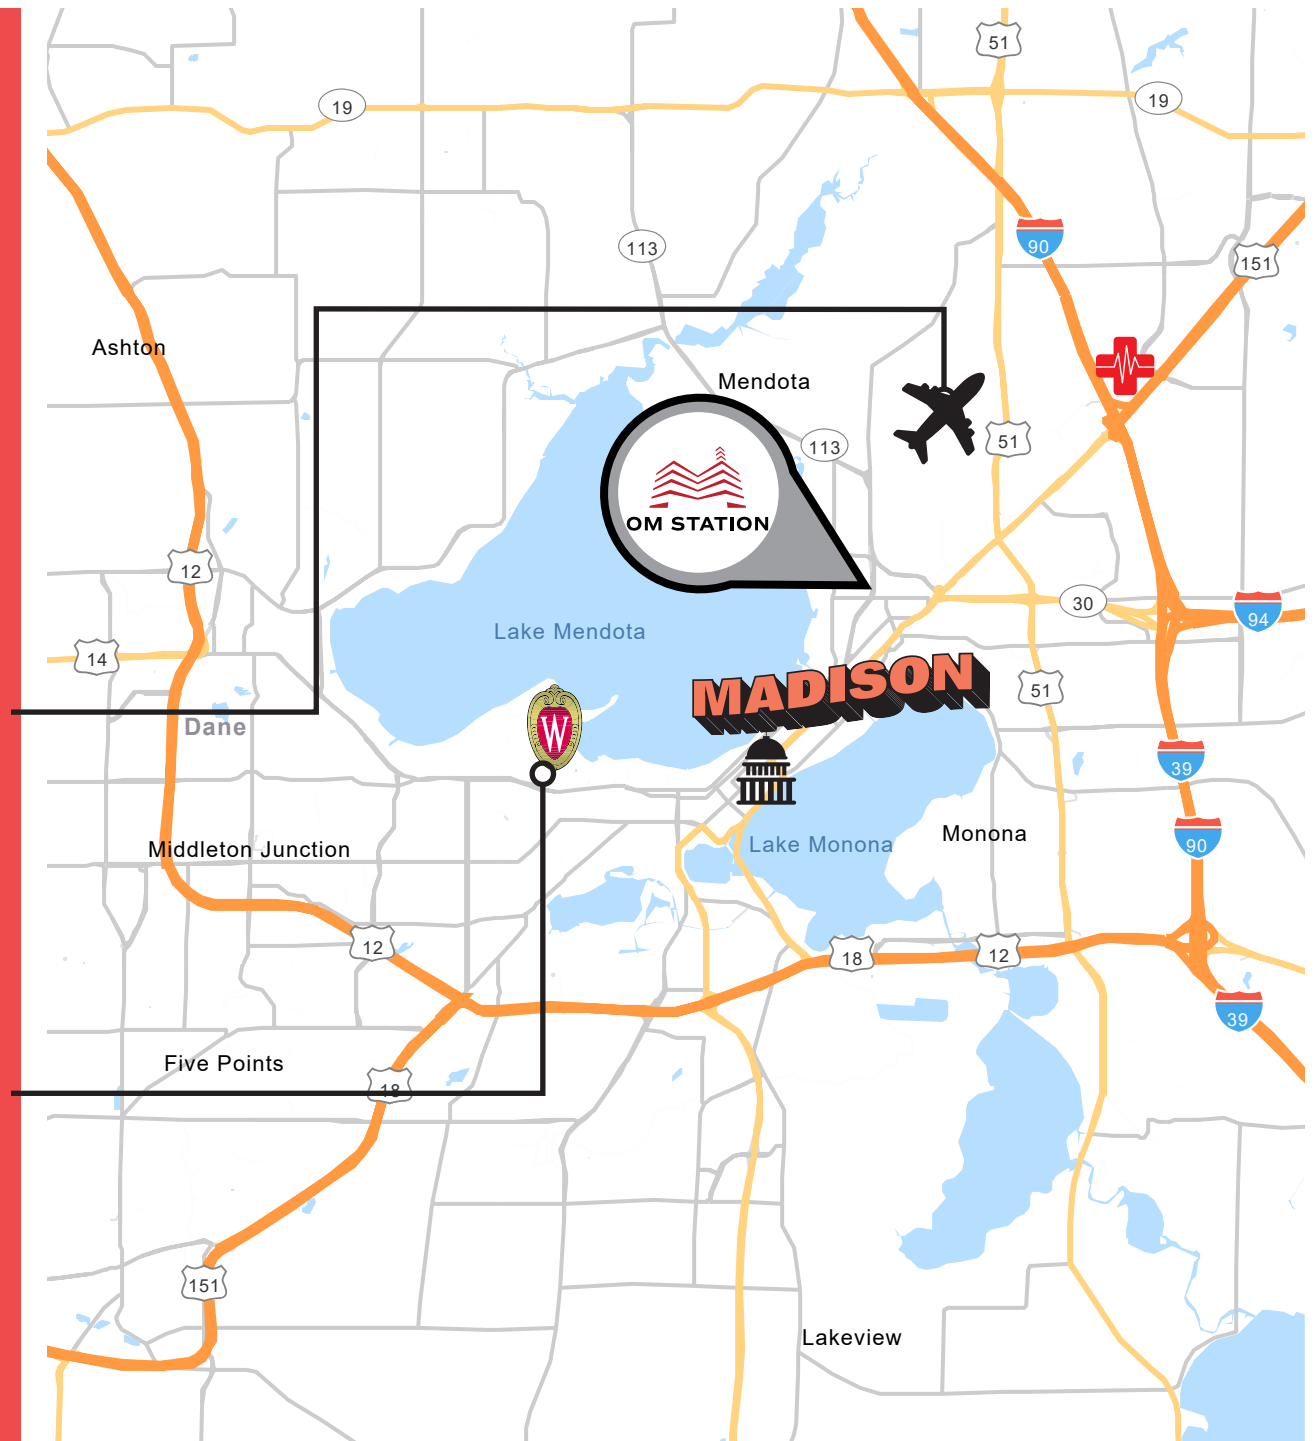 51
19
19
113
90
151
Ashton
Mendota
51
113
OM STATION
12
30
94
Lake Mendota
14
MADISON
51
Dane
W
39
90
Monona
Lake Monona
Middleton Junction
12
18
12
39
Five Points
18
151
Lakeview